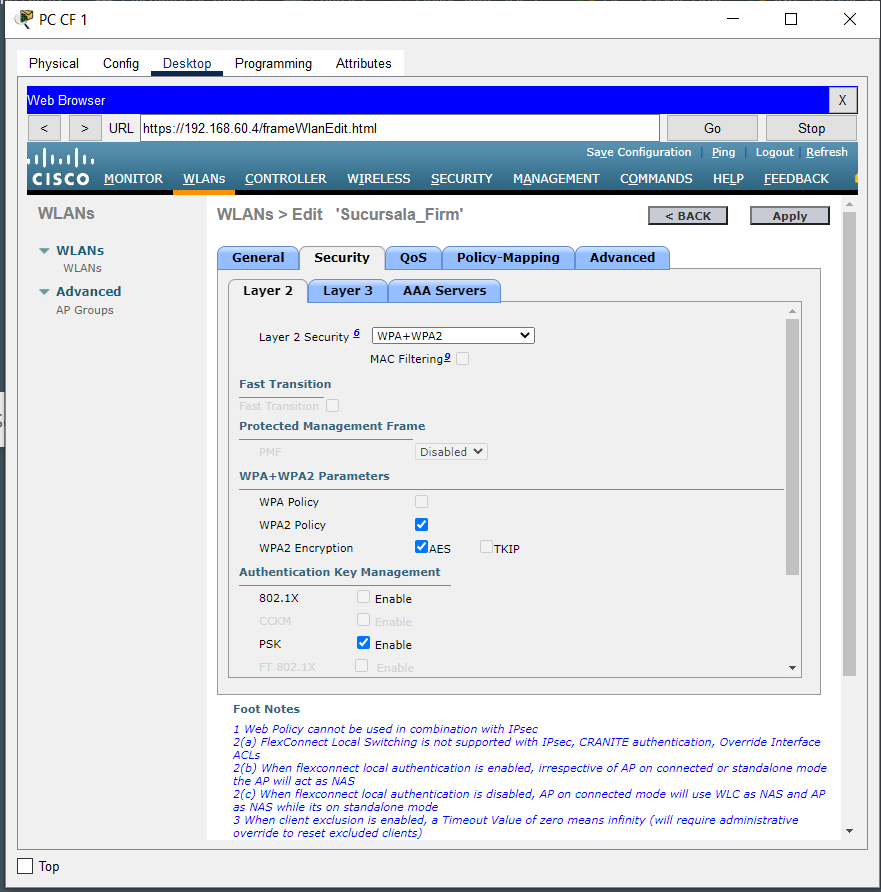 PC CF 1
Physical Config Desktop Programming Attributes
Web Browser X
< > URL https://192.168.60.4/frameWlanEdit.html Go Stop
Save Configuration | Ping | Logout | Refresh
CISCO MONITOR WLANs CONTROLLER WIRELESS SECURITY MANAGEMENT COMMANDS HELP FEEDBACK
WLANs
WLANs > Edit 'Sucursala_Firm' < BACK Apply
WLANs
WLANs
Advanced
AP Groups
General Security QoS Policy-Mapping Advanced
Layer 2 Layer 3 AAA Servers
Layer 2 Security 6 WPA+WPA2
MAC Filtering 9
Fast Transition
Fast Transition
Protected Management Frame
PMF Disabled
WPA+WPA2 Parameters
WPA Policy
WPA2 Policy
WPA2 Encryption AES TKIP
Authentication Key Management
802.1X Enable
CCKM Enable
PSK Enable
FT 802.1X Enable
Foot Notes
1 Web Policy cannot be used in combination with IPsec
2(a) FlexConnect Local Switching is not supported with IPsec, CRANITE authentication, Override Interface
ACLs
2(b) When flexconnect local authentication is enabled, irrespective of AP on connected or standalone mode
the AP will act as NAS
2(c) When flexconnect local authentication is disabled, AP on connected mode will use WLC as NAS and AP
as NAS while its on standalone mode
3 When client exclusion is enabled, a Timeout Value of zero means infinity (will require administrative
override to reset excluded clients)
Top